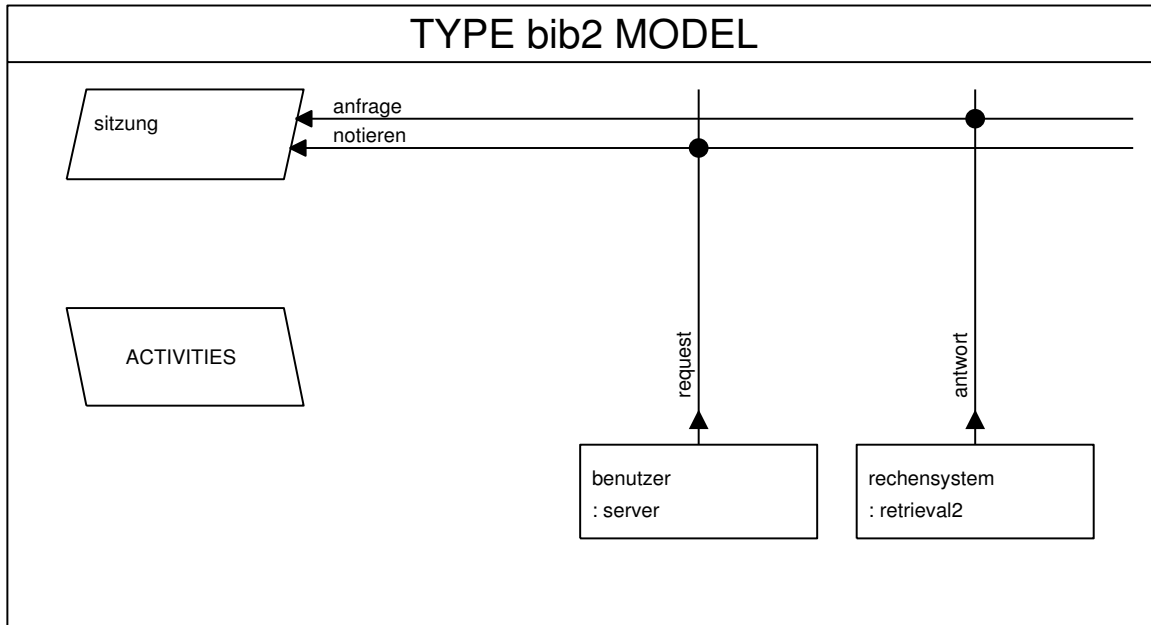 TYPE bib2 MODEL
sitzung
anfrage
notieren
ACTIVITIES
request
antwort
benutzer
: server
rechensystem
: retrieval2